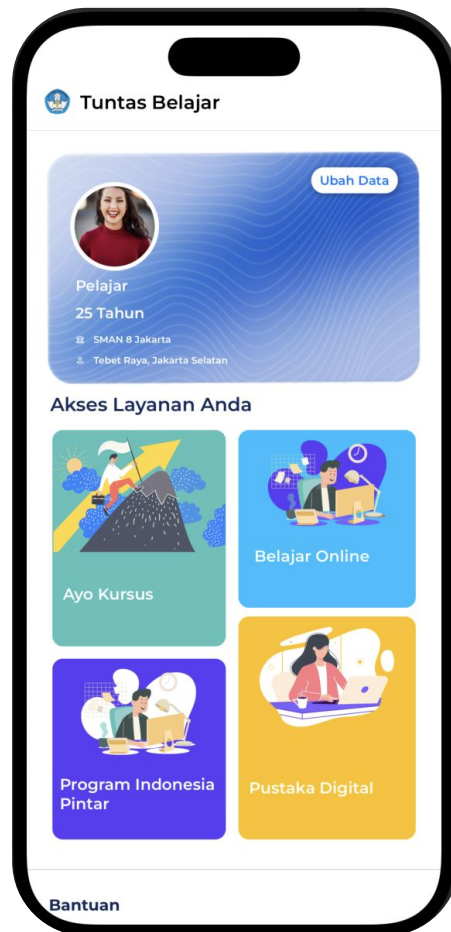 Tuntas Belajar
Ubah Data
Pelajar
25 Tahun
SMAN 8 Jakarta
Tebet Raya, Jakarta Selatan
Akses Layanan Anda
Ayo Kursus
Belajar Online
Program Indonesia
Pintar
Pustaka Digital
Bantuan